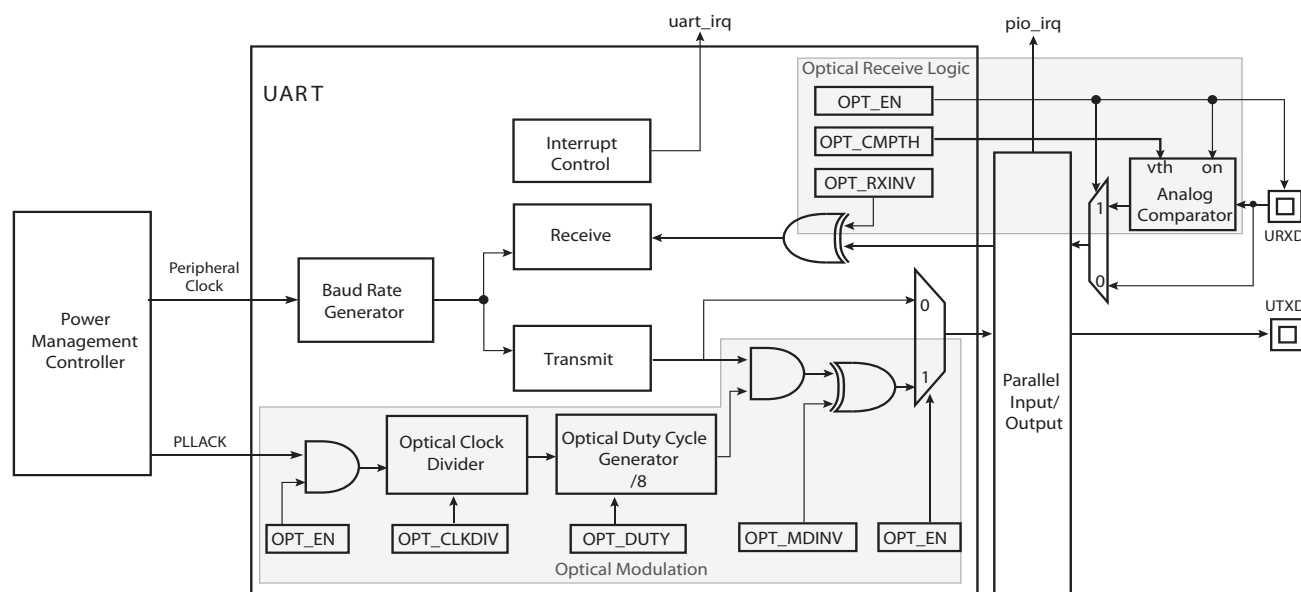 uart_irq
pio_irq
Optical Receive Logic
UART
OPT_EN
OPT_CMPTH
OPT_RXINV
Interrupt
Control
vth on
Analog
Comparator
1
0
URXD
Receive
Peripheral
Clock
Baud Rate
Generator
Power
Management
Controller
Transmit
0
1
UTXD
Parallel
Input/
Output
PLLACK
Optical Clock
Divider
Optical Duty Cycle
Generator
/8
OPT_EN
OPT_CLKDIV
OPT_DUTY
OPT_MDINV
OPT_EN
Optical Modulation